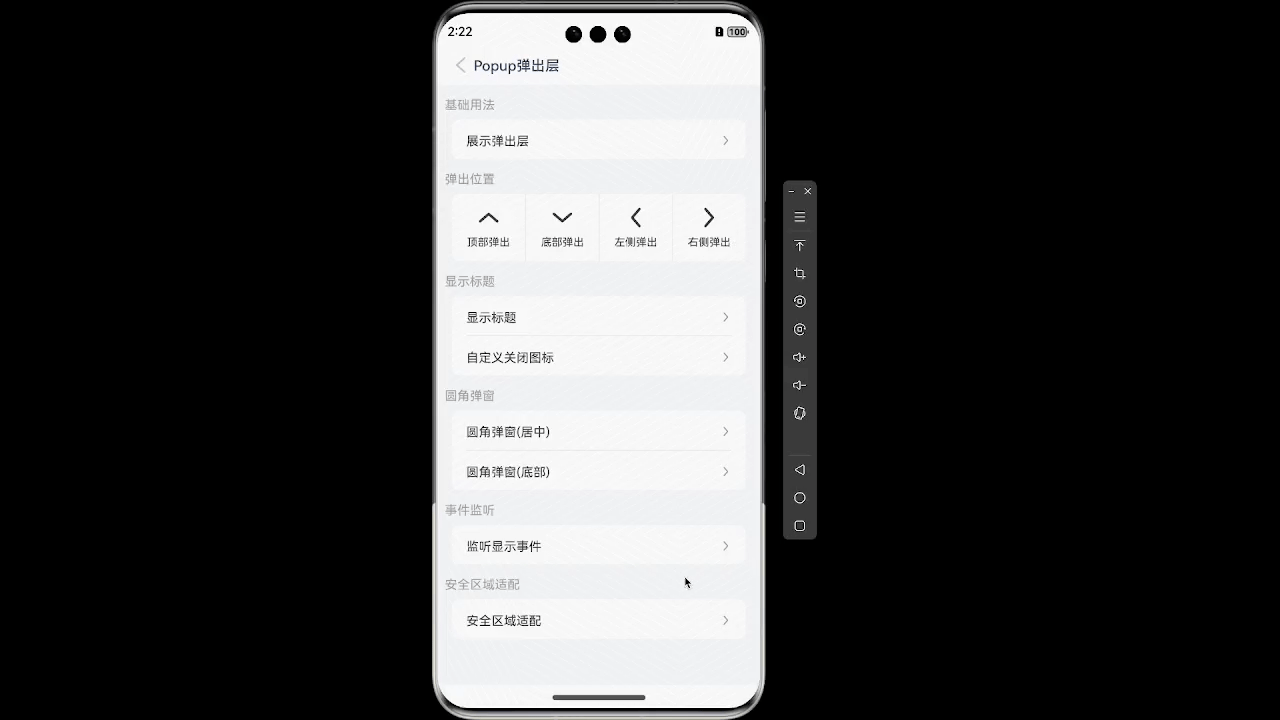 2:22
100
Popup弹出层
基础用法
展示弹出层
弹出位置
顶部弹出 底部弹出 左侧弹出 右侧弹出
显示标题
显示标题
自定义关闭图标
圆角弹窗
圆角弹窗(居中)
圆角弹窗(底部)
事件监听
监听显示事件
安全区域适配
安全区域适配